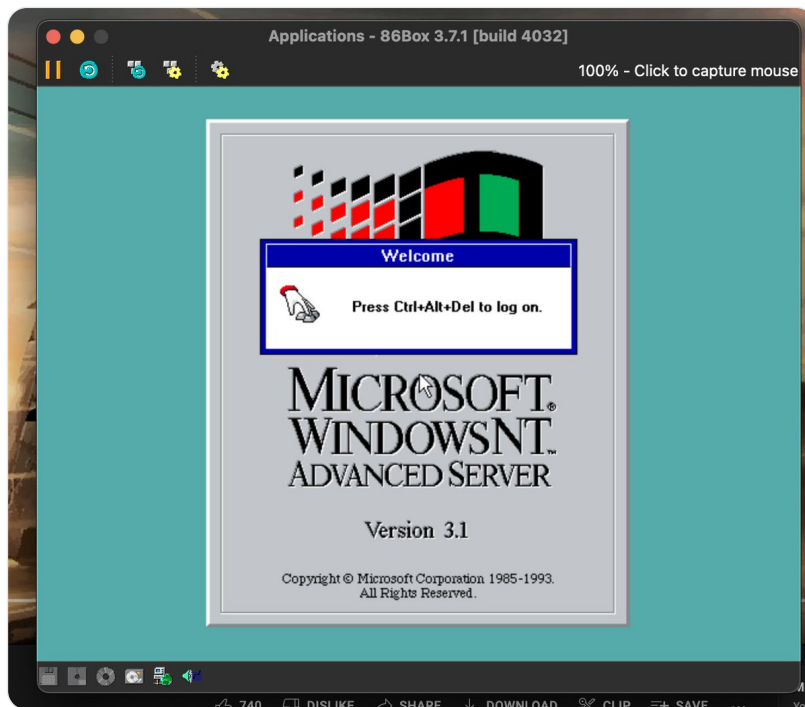 Applications - 86Box 3.7.1 [build 4032]
100% - Click to capture mouse
Welcome
Press Ctrl+Alt+Del to log on.
MICROSOFT®
WINDOWS NT™
ADVANCED SERVER
Version 3.1
Copyright © Microsoft Corporation 1985-1993.
All Rights Reserved.
740 DISLIKE SHARE DOWNLOAD CLIP SAVE ...